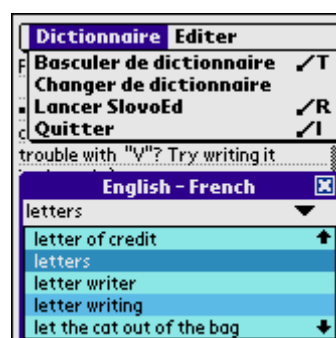 Dictionnaire Editer
Basculer de dictionnaire /T
Changer de dictionnaire
Lancer SlovoEd /R
Quitter /I
trouble with "V"? Try writing it
English - French
letters
letter of credit
letters
letter writer
letter writing
let the cat out of the bag